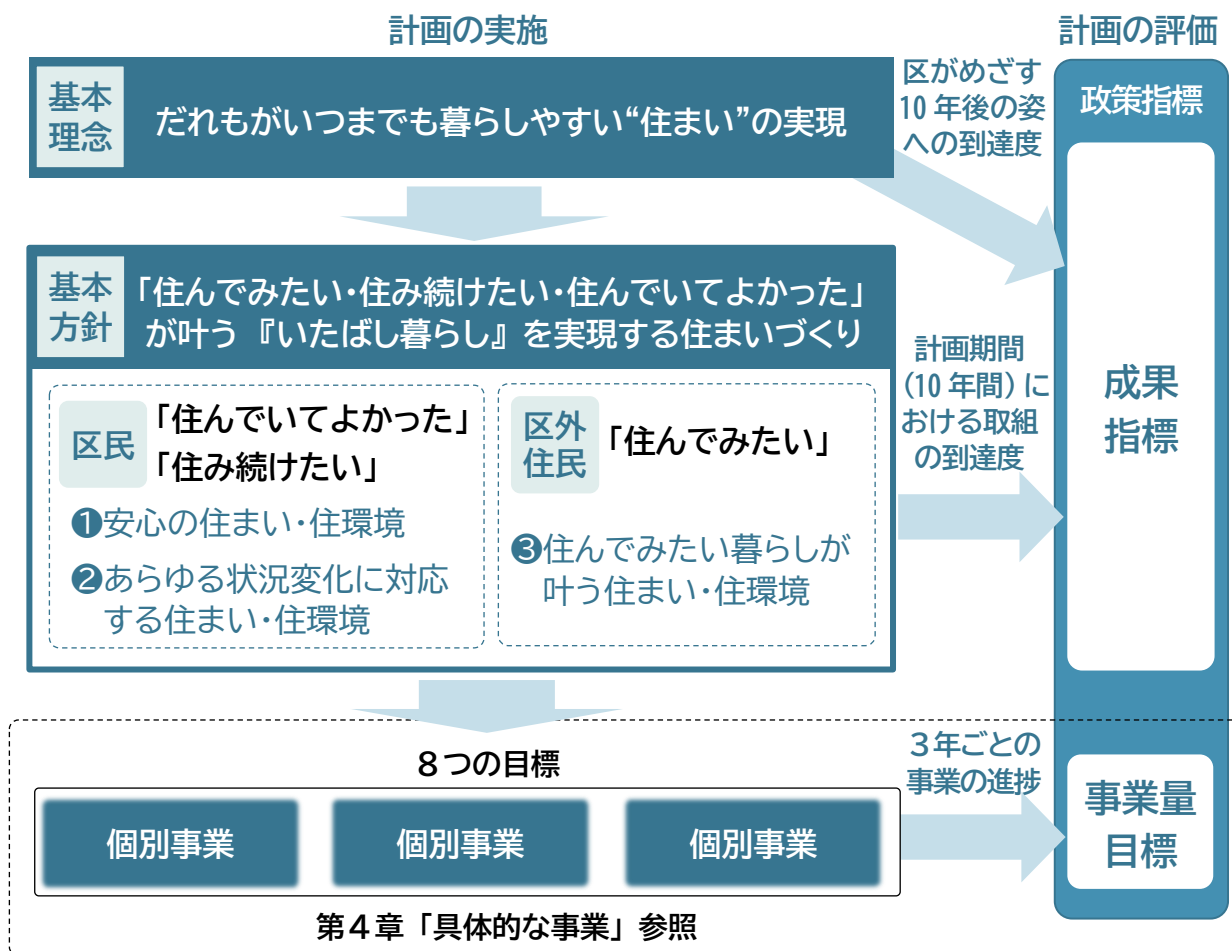 計画の実施
計画の評価
基本
理念
だれもがいつまでも暮らしやすい“住まい”の実現
区がめざす
10年後の姿
への到達度
政策指標
基本
方針
「住んでみたい・住み続けたい・住んでいてよかった」
が叶う『いたばし暮らし』を実現する住まいづくり
区民
「住んでいてよかった」
「住み続けたい」
❶安心の住まい・住環境
❷あらゆる状況変化に対応
する住まい・住環境
区外
住民
「住んでみたい」
❸住んでみたい暮らしが
叶う住まい・住環境
計画期間
(10年間)に
おける取組
の到達度
成果
指標
8つの目標
個別事業
個別事業
個別事業
第4章「具体的な事業」参照
3年ごとの
事業の進捗
事業量
目標